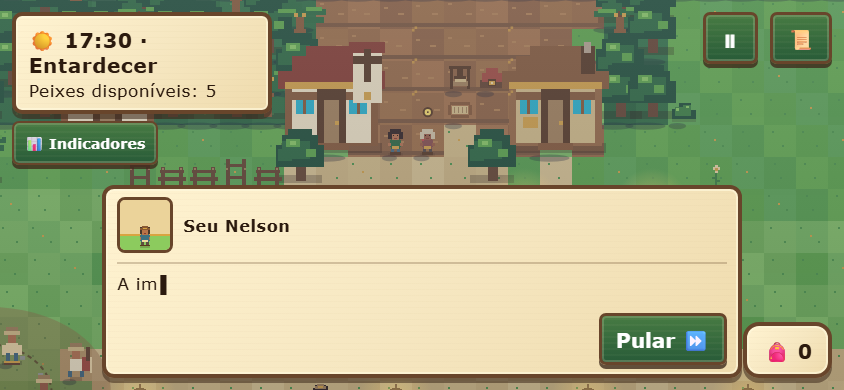 17:30 ·
Entardecer
Peixes disponíveis: 5
Indicadores
Seu Nelson
A im
Pular
0